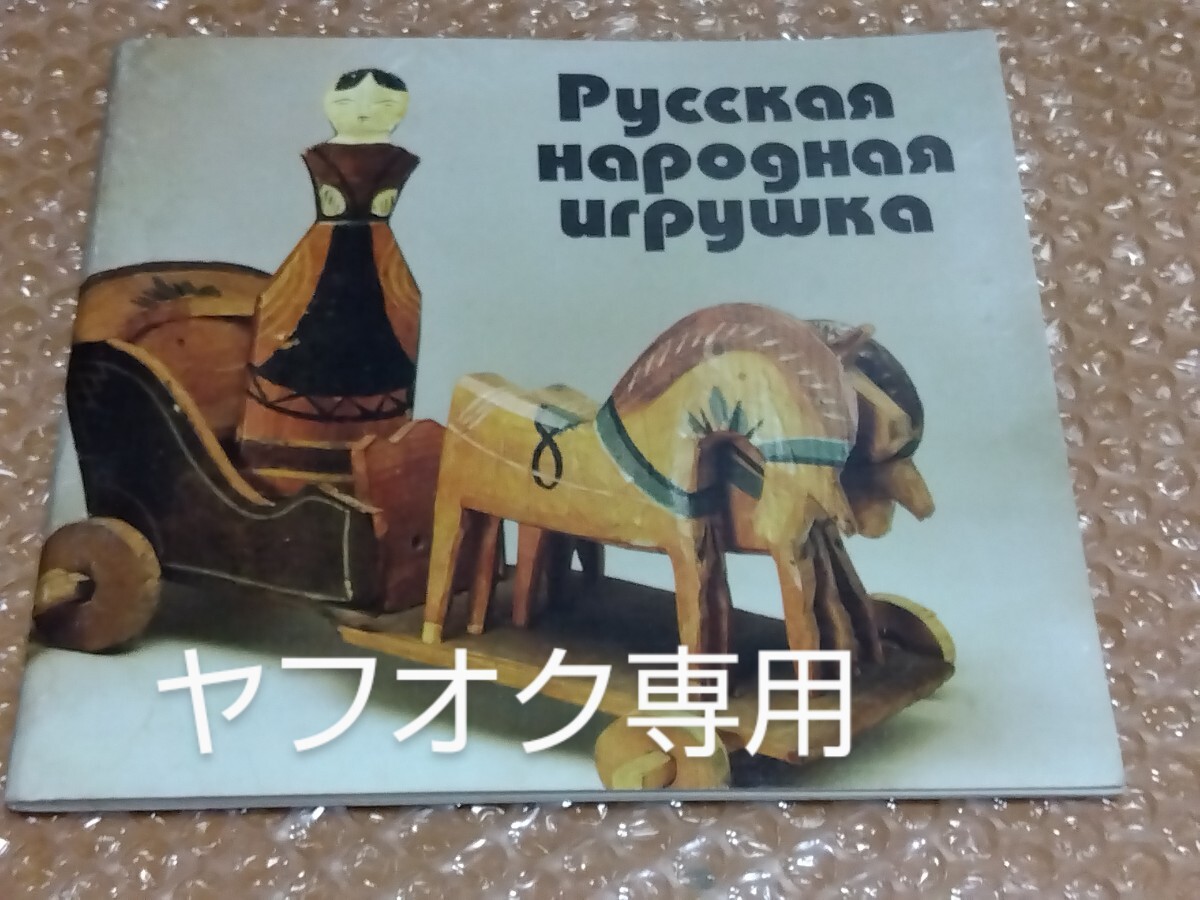 Русская
народная
игрушка
ヤフオク専用